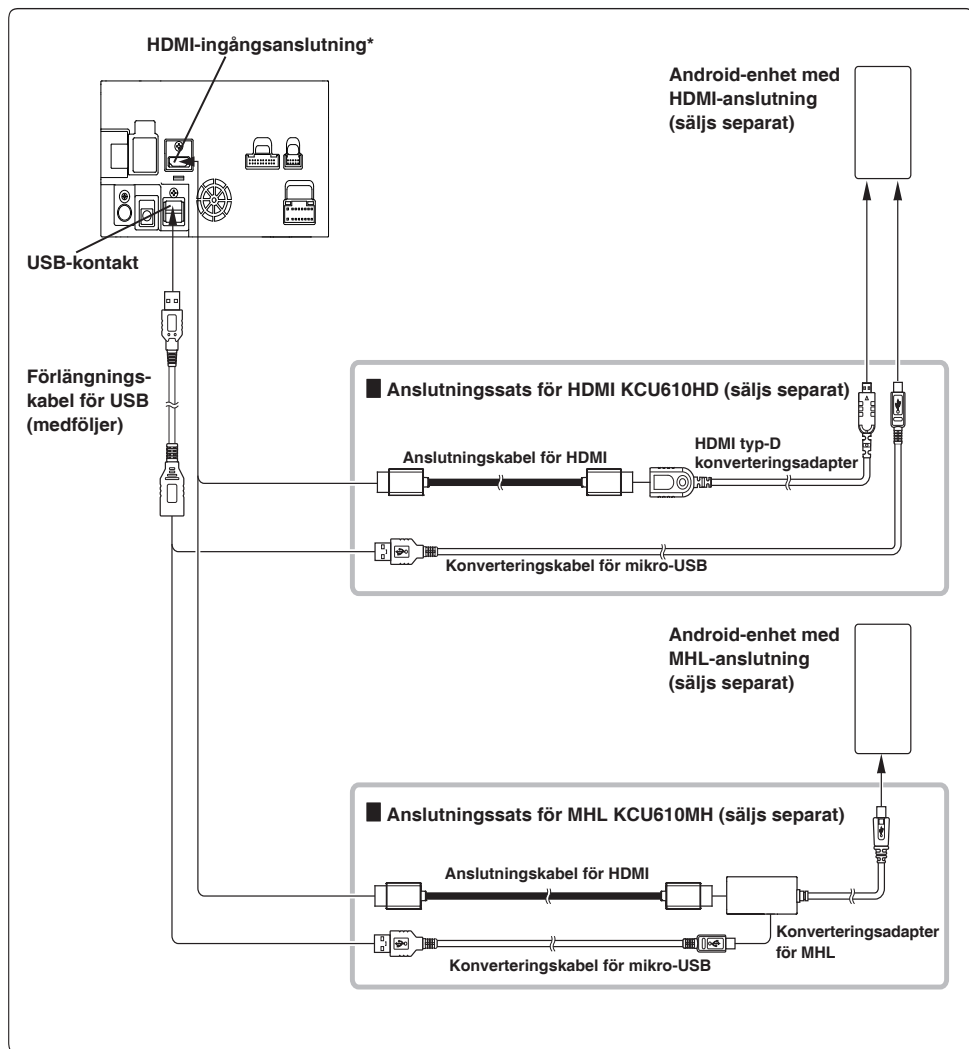 HDMI-ingångsanslutning*
Android-enhet med
HDMI-anslutning
(säljs separat)
USB-kontakt
Förlängnings-
kabel för USB
(medföljer)
■ Anslutningssats för HDMI KCU610HD (säljs separat)
Anslutningskabel för HDMI
HDMI typ-D
konverteringsadapter
Konverteringskabel för mikro-USB
Android-enhet med
MHL-anslutning
(säljs separat)
■ Anslutningssats för MHL KCU610MH (säljs separat)
Anslutningskabel för HDMI
Konverteringsadapter
för MHL
Konverteringskabel för mikro-USB